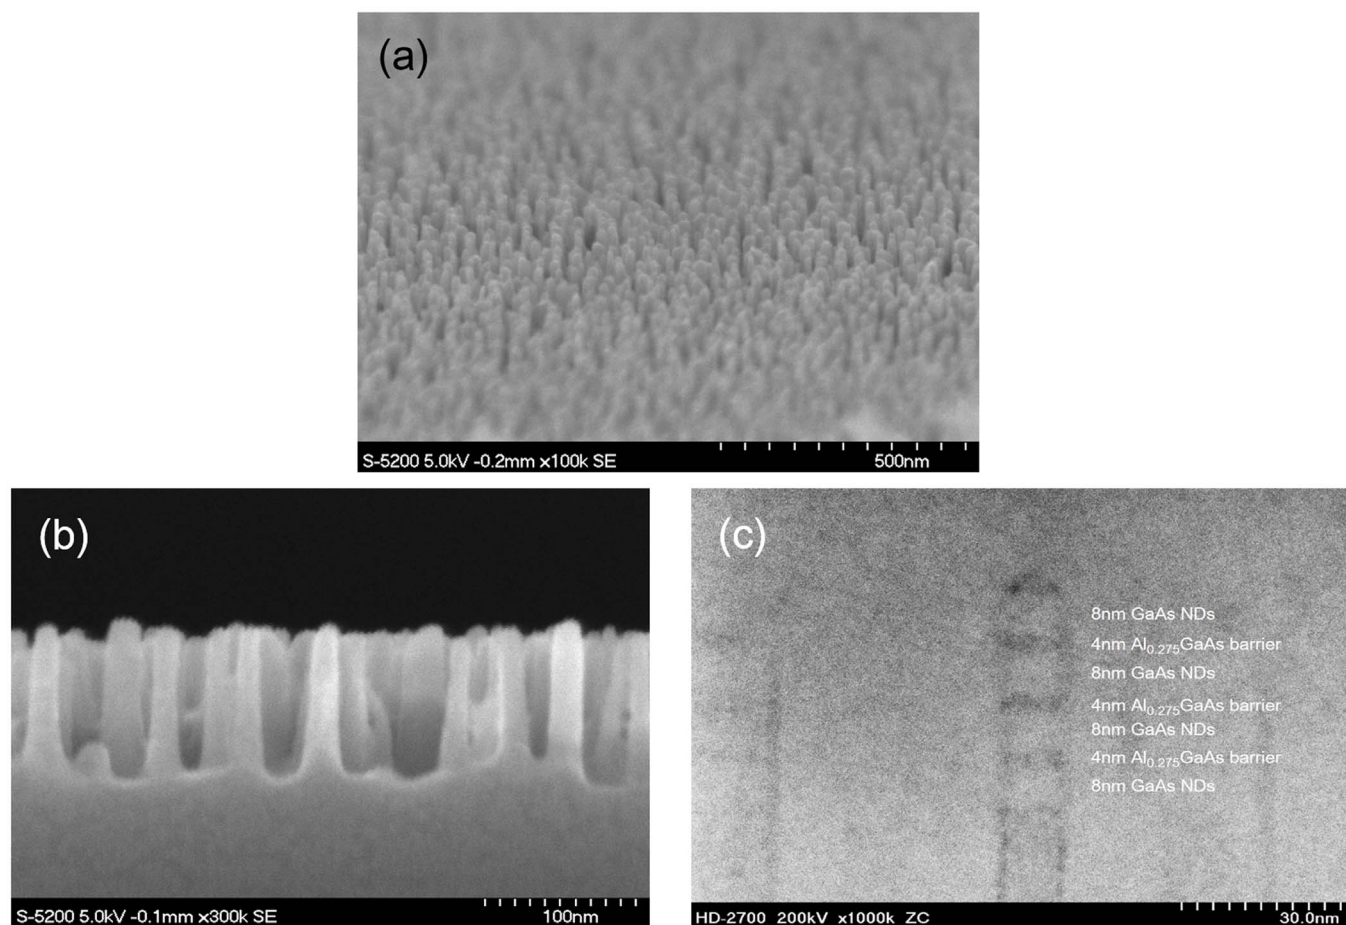 (a)
S-5200 5.0kV -0.2mm x100k SE 500nm
(b)
S-5200 5.0kV -0.1mm x300k SE 100nm
(c)
8nm GaAs NDs
4nm Al0.275GaAs barrier
8nm GaAs NDs
4nm Al0.275GaAs barrier
8nm GaAs NDs
4nm Al0.275GaAs barrier
8nm GaAs NDs
HD-2700 200kV x1000k ZC 30.0nm